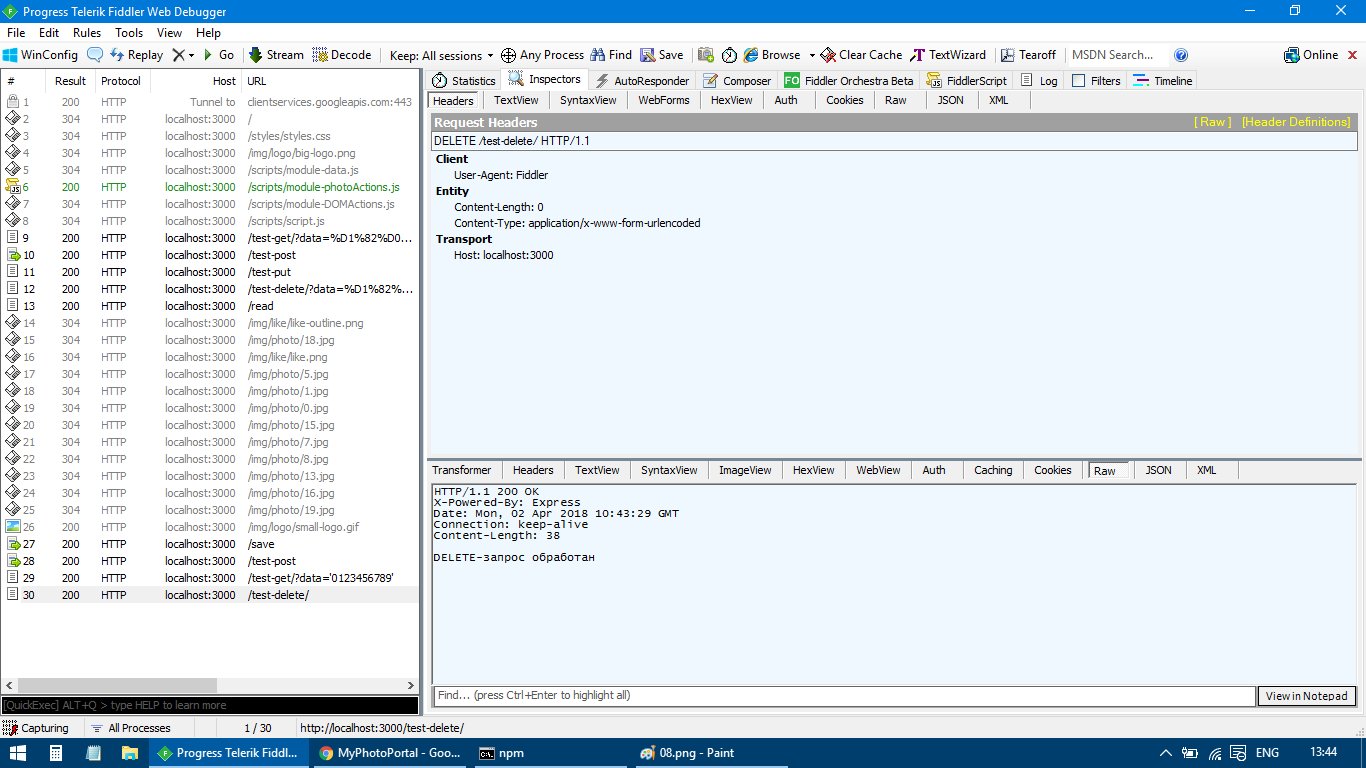 Progress Telerik Fiddler Web Debugger
File Edit Rules Tools View Help
WinConfig Replay Go Stream Decode Keep: All sessions Any Process Find Save Browse Clear Cache TextWizard Tearoff MSDN Search... Online
# Result Protocol Host URL
1 200 HTTP Tunnel to clientservices.googleapis.com:443
2 304 HTTP localhost:3000 /
3 304 HTTP localhost:3000 /styles/styles.css
4 304 HTTP localhost:3000 /img/logo/big-logo.png
5 304 HTTP localhost:3000 /scripts/module-data.js
6 200 HTTP localhost:3000 /scripts/module-photoActions.js
7 304 HTTP localhost:3000 /scripts/module-DOMActions.js
8 304 HTTP localhost:3000 /scripts/script.js
9 200 HTTP localhost:3000 /test-get/?data=%D1%82%D0...
10 200 HTTP localhost:3000 /test-post
11 200 HTTP localhost:3000 /test-put
12 200 HTTP localhost:3000 /test-delete/?data=%D1%82%...
13 200 HTTP localhost:3000 /read
14 304 HTTP localhost:3000 /img/like/like-outline.png
15 304 HTTP localhost:3000 /img/photo/18.jpg
16 304 HTTP localhost:3000 /img/like/like.png
17 304 HTTP localhost:3000 /img/photo/5.jpg
18 304 HTTP localhost:3000 /img/photo/1.jpg
19 304 HTTP localhost:3000 /img/photo/0.jpg
20 304 HTTP localhost:3000 /img/photo/15.jpg
21 304 HTTP localhost:3000 /img/photo/7.jpg
22 304 HTTP localhost:3000 /img/photo/8.jpg
23 304 HTTP localhost:3000 /img/photo/13.jpg
24 304 HTTP localhost:3000 /img/photo/16.jpg
25 304 HTTP localhost:3000 /img/photo/19.jpg
26 200 HTTP localhost:3000 /img/logo/small-logo.gif
27 200 HTTP localhost:3000 /save
28 200 HTTP localhost:3000 /test-post
29 200 HTTP localhost:3000 /test-get/?data='0123456789'
30 200 HTTP localhost:3000 /test-delete/
[QuickExec] ALT+Q > type HELP to learn more
Statistics Inspectors AutoResponder Composer FO Fiddler Orchestra Beta FiddlerScript Log Filters Timeline
Headers TextView SyntaxView WebForms HexView Auth Cookies Raw JSON XML
Request Headers [ Raw ] [Header Definitions]
DELETE /test-delete/ HTTP/1.1
Client
User-Agent: Fiddler
Entity
Content-Length: 0
Content-Type: application/x-www-form-urlencoded
Transport
Host: localhost:3000
Transformer Headers TextView SyntaxView ImageView HexView WebView Auth Caching Cookies Raw JSON XML
HTTP/1.1 200 OK
X-Powered-By: Express
Date: Mon, 02 Apr 2018 10:43:29 GMT
Connection: keep-alive
Content-Length: 38
DELETE-запрос обработан
Find... (press Ctrl+Enter to highlight all) View in Notepad
Capturing All Processes 1 / 30 http://localhost:3000/test-delete/
Progress Telerik Fiddl... MyPhotoPortal - Goo... npm 08.png - Paint ENG 13:44